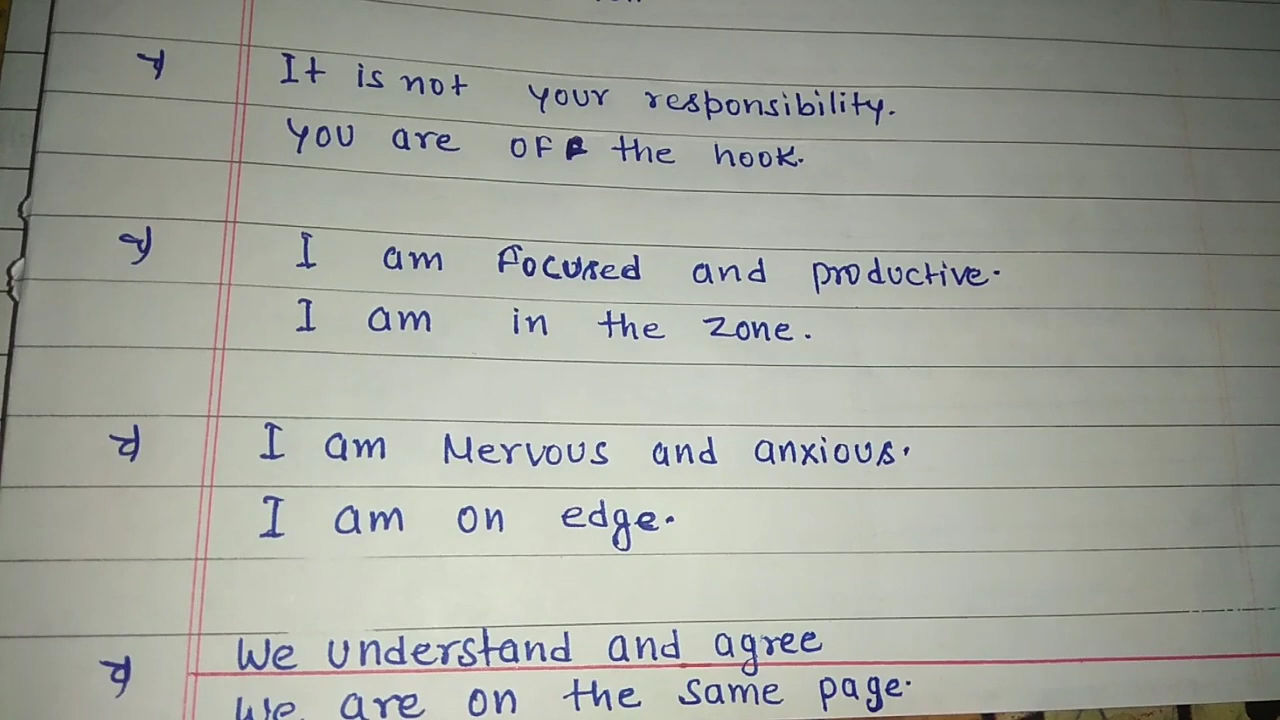 It is not your responsibility.
You are off the hook.
I am focused and productive.
I am in the zone.
I am Nervous and anxious.
I am on edge.
We understand and agree
We are on the same page.